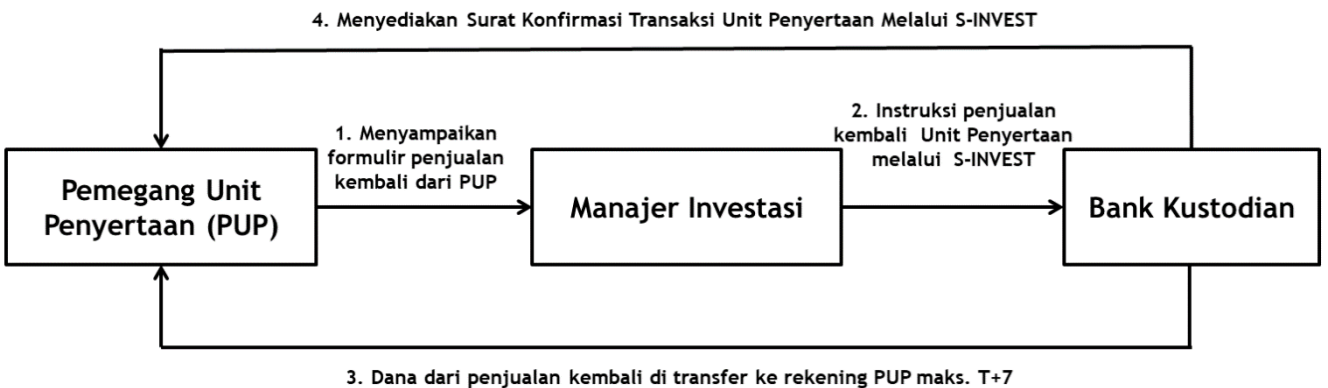 4. Menyediakan Surat Konfirmasi Transaksi Unit Penyertaan Melalui S-INVEST
1. Menyampaikan
formulir penjualan
kembali dari PUP
2. Instruksi penjualan
kembali Unit Penyertaan
melalui S-INVEST
Pemegang Unit
Penyertaan (PUP)
Manajer Investasi
Bank Kustodian
3. Dana dari penjualan kembali di transfer ke rekening PUP maks. T+7